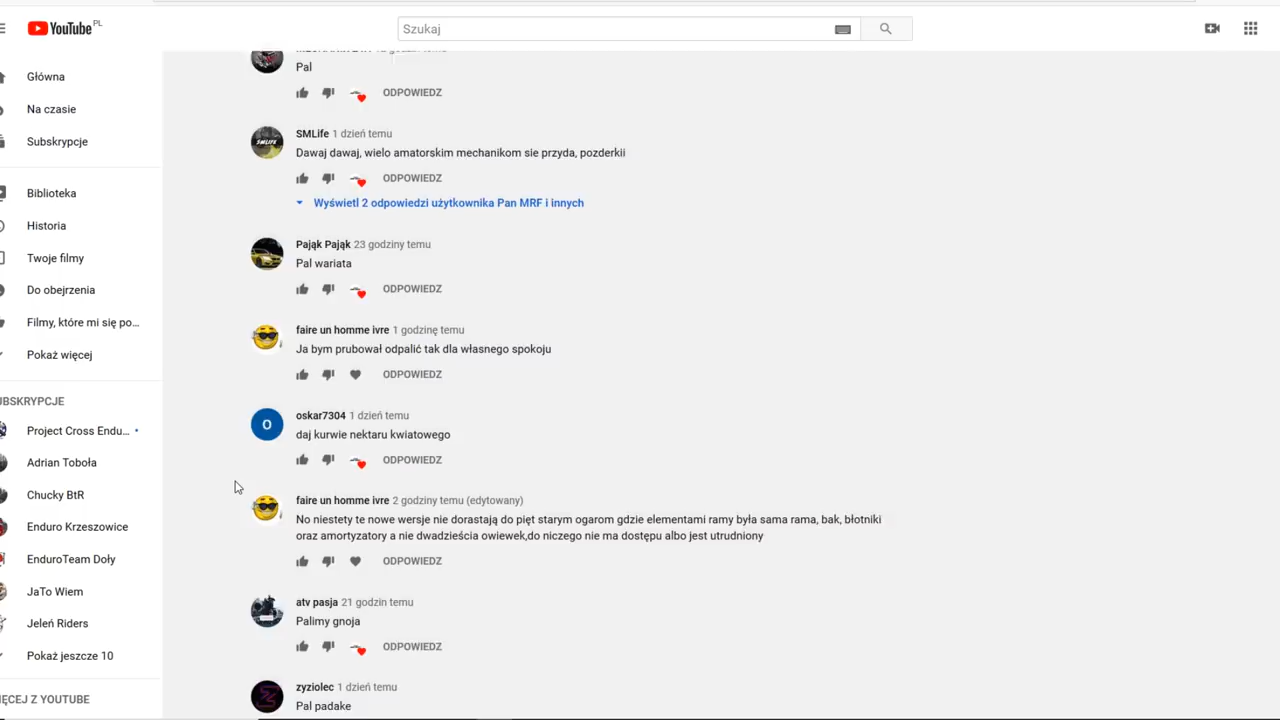 YouTube PL
Szukaj
Główna
Na czasie
Subskrypcje
Biblioteka
Historia
Twoje filmy
Do obejrzenia
Filmy, które mi się po...
Pokaż więcej
UBSKRYPCJE
Project Cross Endu...
Adrian Toboła
Chucky BtR
Enduro Krzeszowice
EnduroTeam Doły
JaTo Wiem
Jeleń Riders
Pokaż jeszcze 10
IĘCEJ Z YOUTUBE
Pal
ODPOWIEDZ
SMLife 1 dzień temu
Dawaj dawaj, wielo amatorskim mechanikom sie przyda, pozderkii
ODPOWIEDZ
Wyświetl 2 odpowiedzi użytkownika Pan MRF i innych
Pająk Pająk 23 godziny temu
Pal wariata
ODPOWIEDZ
faire un homme ivre 1 godzinę temu
Ja bym prubował odpalić tak dla własnego spokoju
ODPOWIEDZ
O
oskar7304 1 dzień temu
daj kurwie nektaru kwiatowego
ODPOWIEDZ
faire un homme ivre 2 godziny temu (edytowany)
No niestety te nowe wersje nie dorastają do pięt starym ogarom gdzie elementami ramy była sama rama, bak, błotniki
oraz amortyzatory a nie dwadzieścia owiewek,do niczego nie ma dostępu albo jest utrudniony
ODPOWIEDZ
atv pasja 21 godzin temu
Palimy gnoja
ODPOWIEDZ
zyziolec 1 dzień temu
Pal padake